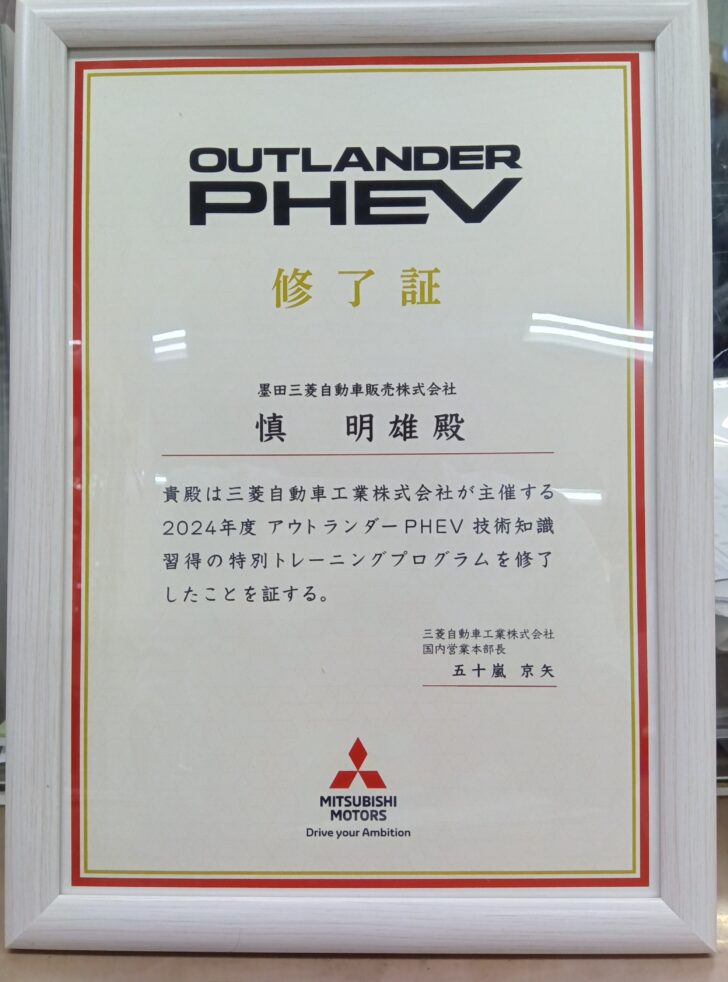 OUTLANDER
PHEV
修了証
墨田三菱自動車販売株式会社
慎 明雄殿
貴殿は三菱自動車工業株式会社が主催する
2024年度 アウトランダーPHEV 技術知識
習得の特別トレーニングプログラムを修了
したことを証する。
三菱自動車工業株式会社
国内営業本部長
五十嵐 京矢
MITSUBISHI
MOTORS
Drive your Ambition